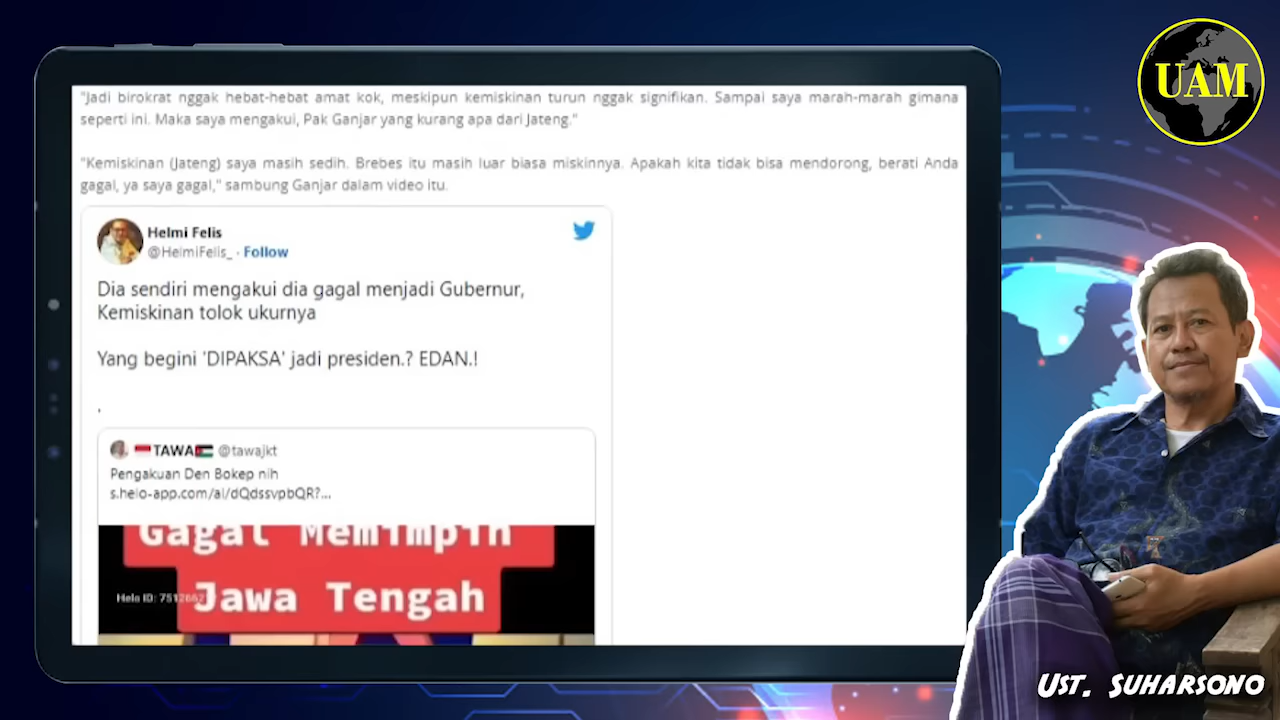 "Jadi birokrat nggak hebat-hebat amat kok, meskipun kemiskinan turun nggak signifikan. Sampai saya marah-marah gimana
seperti ini. Maka saya mengakui, Pak Ganjar yang kurang apa dari Jateng."
"Kemiskinan (Jateng) saya masih sedih. Brebes itu masih luar biasa miskinnya. Apakah kita tidak bisa mendorong, berati Anda
gagal, ya saya gagal," sambung Ganjar dalam video itu.
Helmi Felis
@HelmiFelis_ · Follow
Dia sendiri mengakui dia gagal menjadi Gubernur,
Kemiskinan tolok ukurnya
Yang begini 'DIPAKSA' jadi presiden.? EDAN.!
.
TAWA @tawajkt
Pengakuan Den Bokep nih
s.helo-app.com/al/dQdssvpbQR?...
Gagal Memimpin
Helo ID:
Jawa Tengah
UAM
Ust. Suharsono